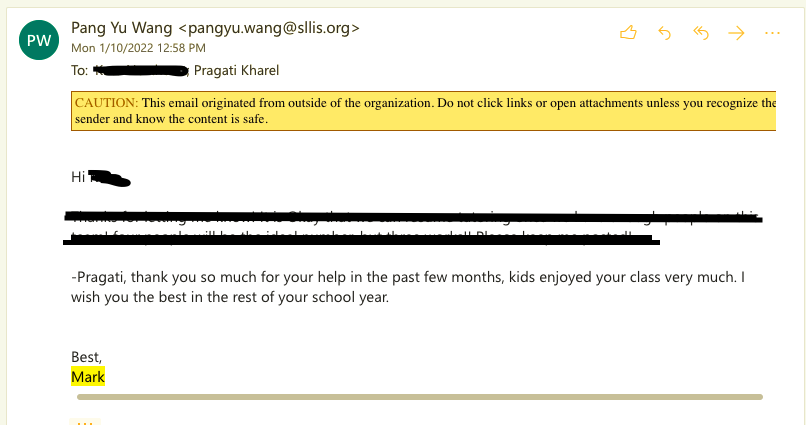 PW
Pang Yu Wang <pangyu.wang@sllis.org>
Mon 1/10/2022 12:58 PM
To: Pragati Kharel
CAUTION: This email originated from outside of the organization. Do not click links or open attachments unless you recognize the
sender and know the content is safe.
Hi
-Pragati, thank you so much for your help in the past few months, kids enjoyed your class very much. I
wish you the best in the rest of your school year.
Best,
Mark